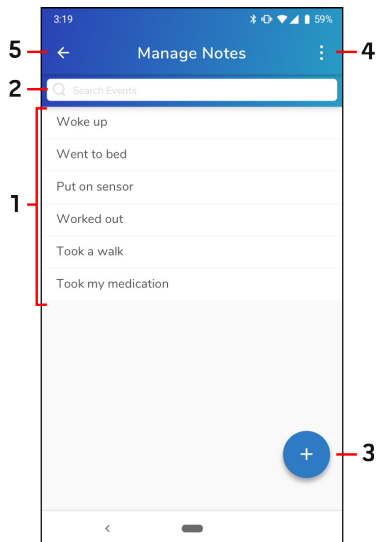 3:19 59%
5 Manage Notes 4
2 Search Events
Woke up
Went to bed
Put on sensor
1 Worked out
Took a walk
Took my medication
3